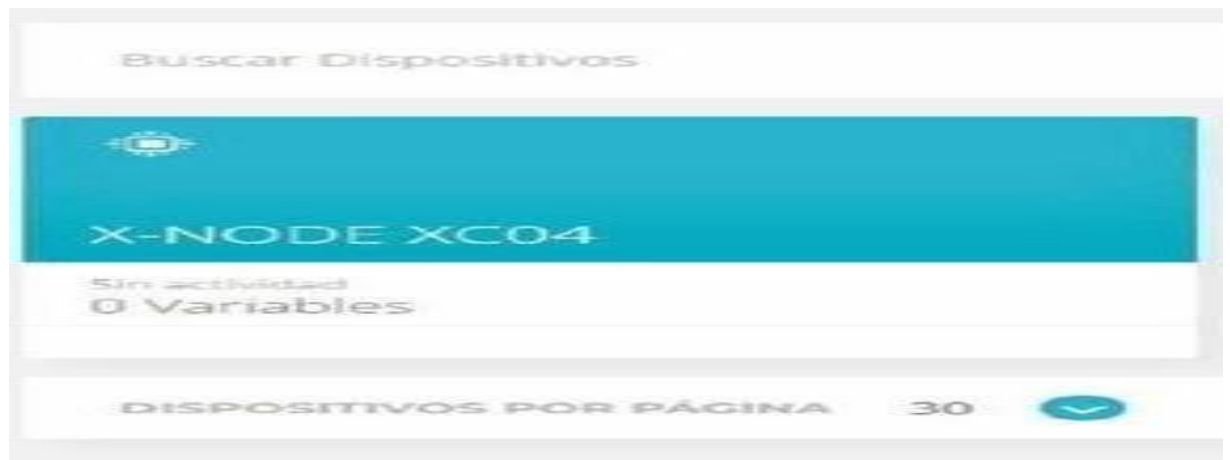 Buscar Dispositivos
X-NODE XC04
Sin actividad
0 Variables
DISPOSITIVOS POR PÁGINA 30